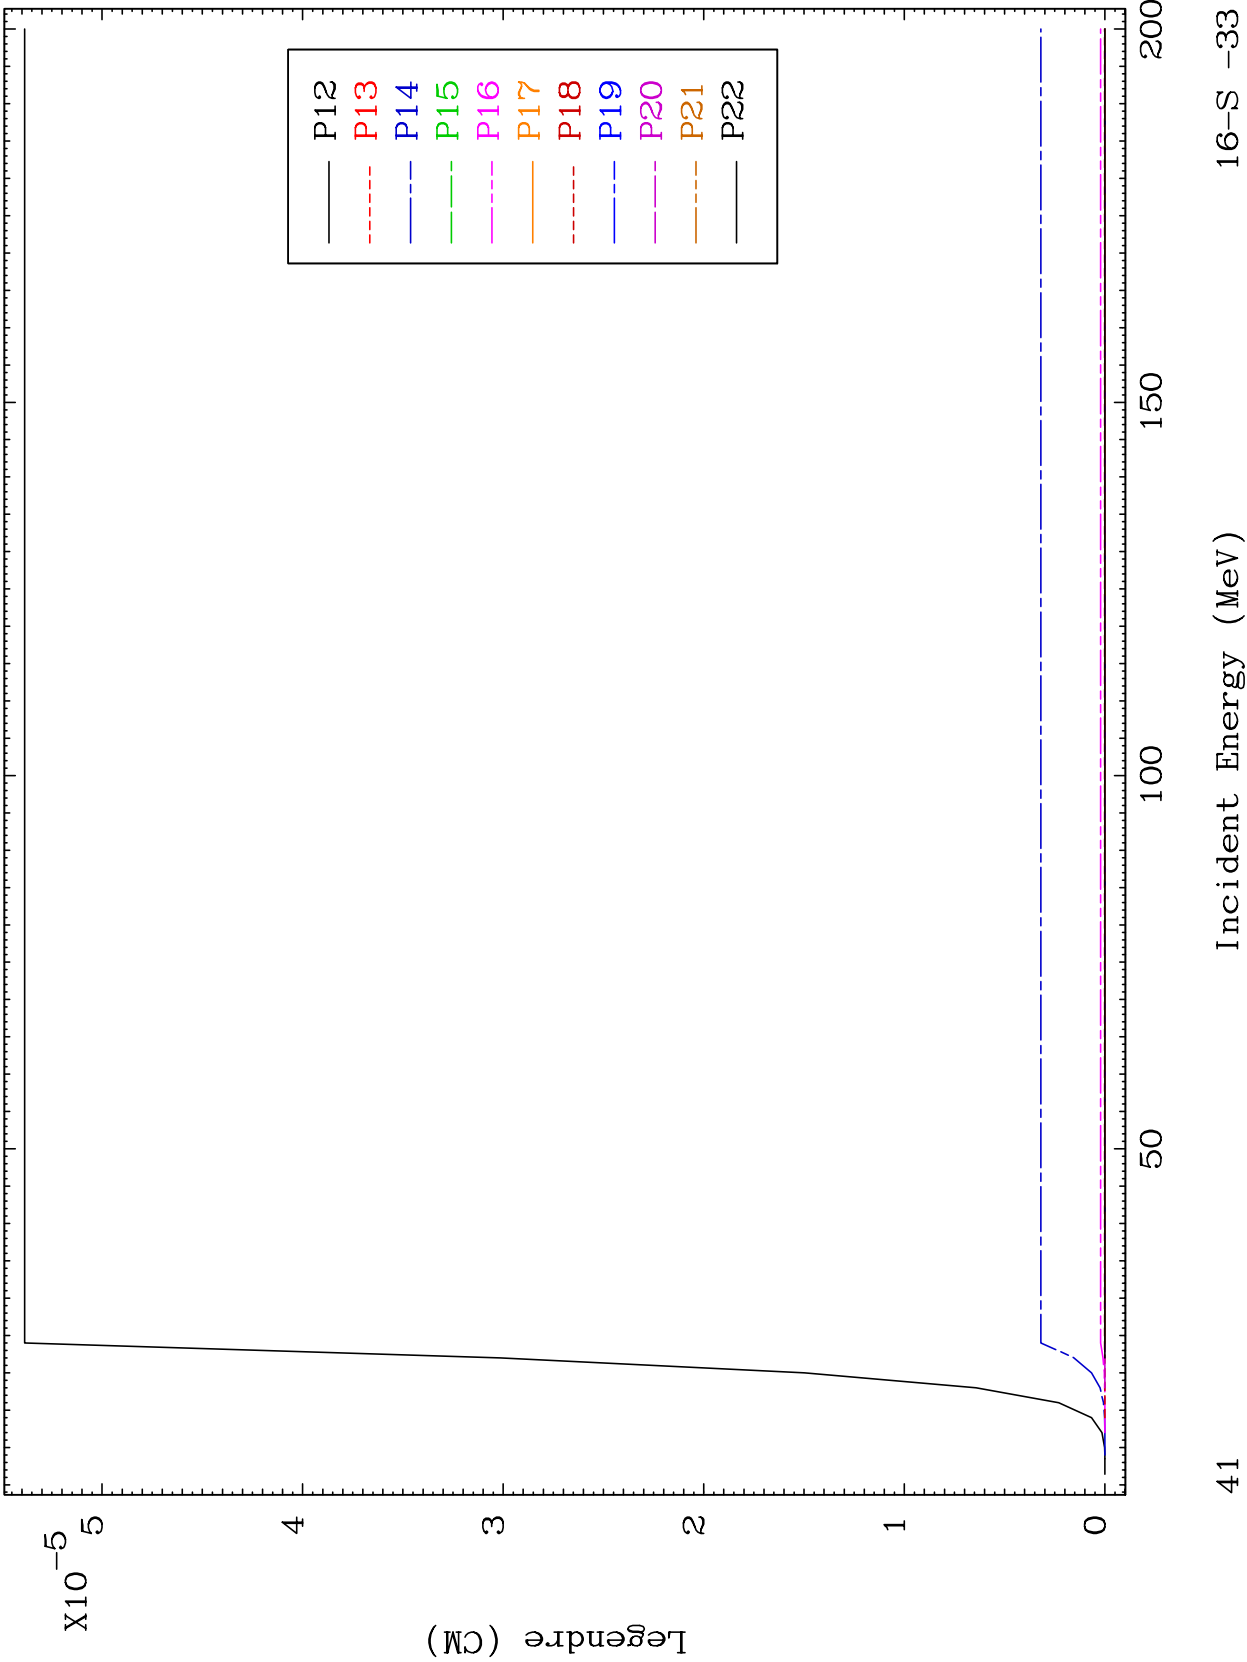 X10-5
5
4
3
2
1
0
Legendre (CM)
P12
P13
P14
P15
P16
P17
P18
P19
P20
P21
P22
50
100
150
200
41
Incident Energy (MeV)
16-S -33